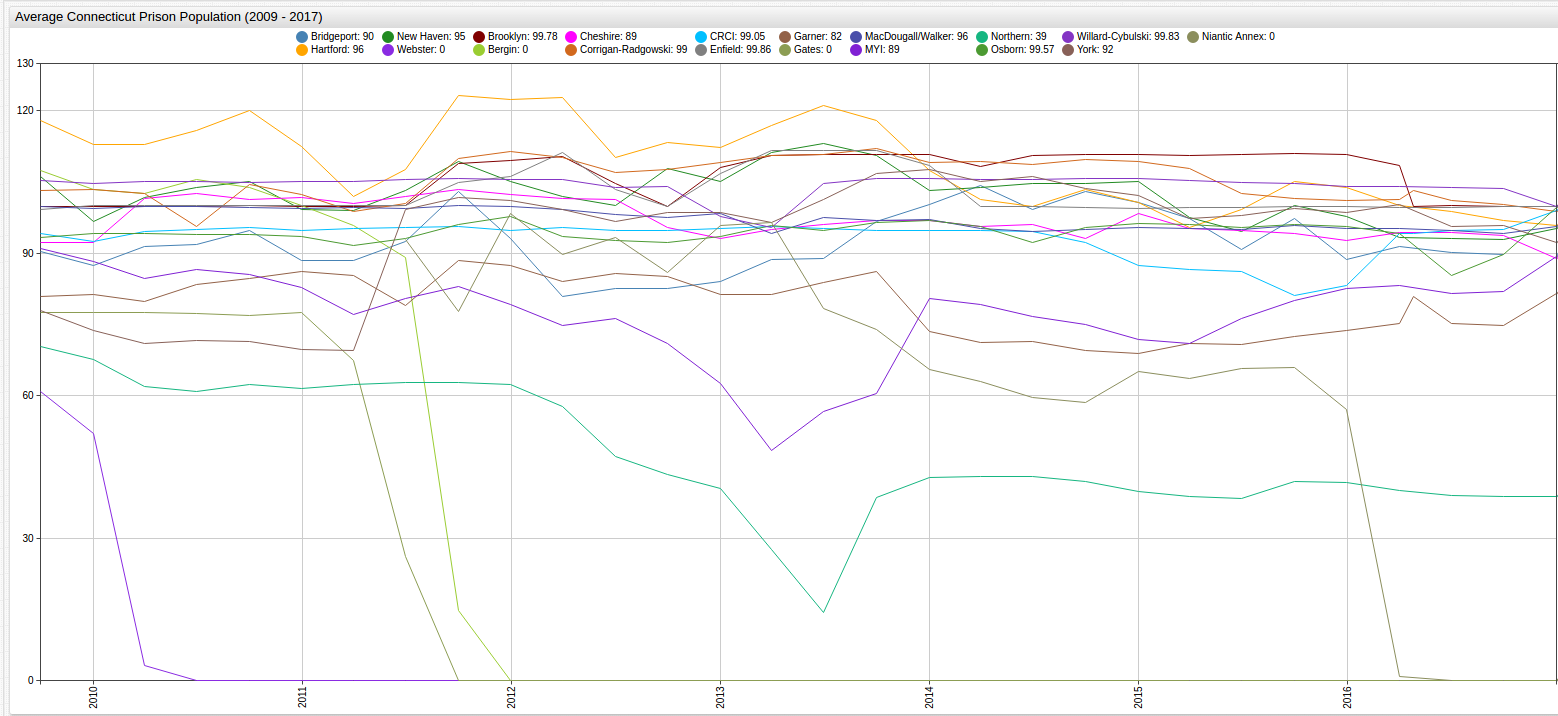 Average Connecticut Prison Population (2009 - 2017)
Bridgeport: 90 New Haven: 95 Brooklyn: 99.78 Cheshire: 89 CRCI: 99.05 Garner: 82 MacDougall/Walker: 96 Northern: 39 Willard-Cybulski: 99.83 Niantic Annex: 0
Hartford: 96 Webster: 0 Bergin: 0 Corrigan-Radgowski: 99 Enfield: 99.86 Gates: 0 MYI: 89 Osborn: 99.57 York: 92
130
120
90
60
30
0
2010 2011 2012 2013 2014 2015 2016